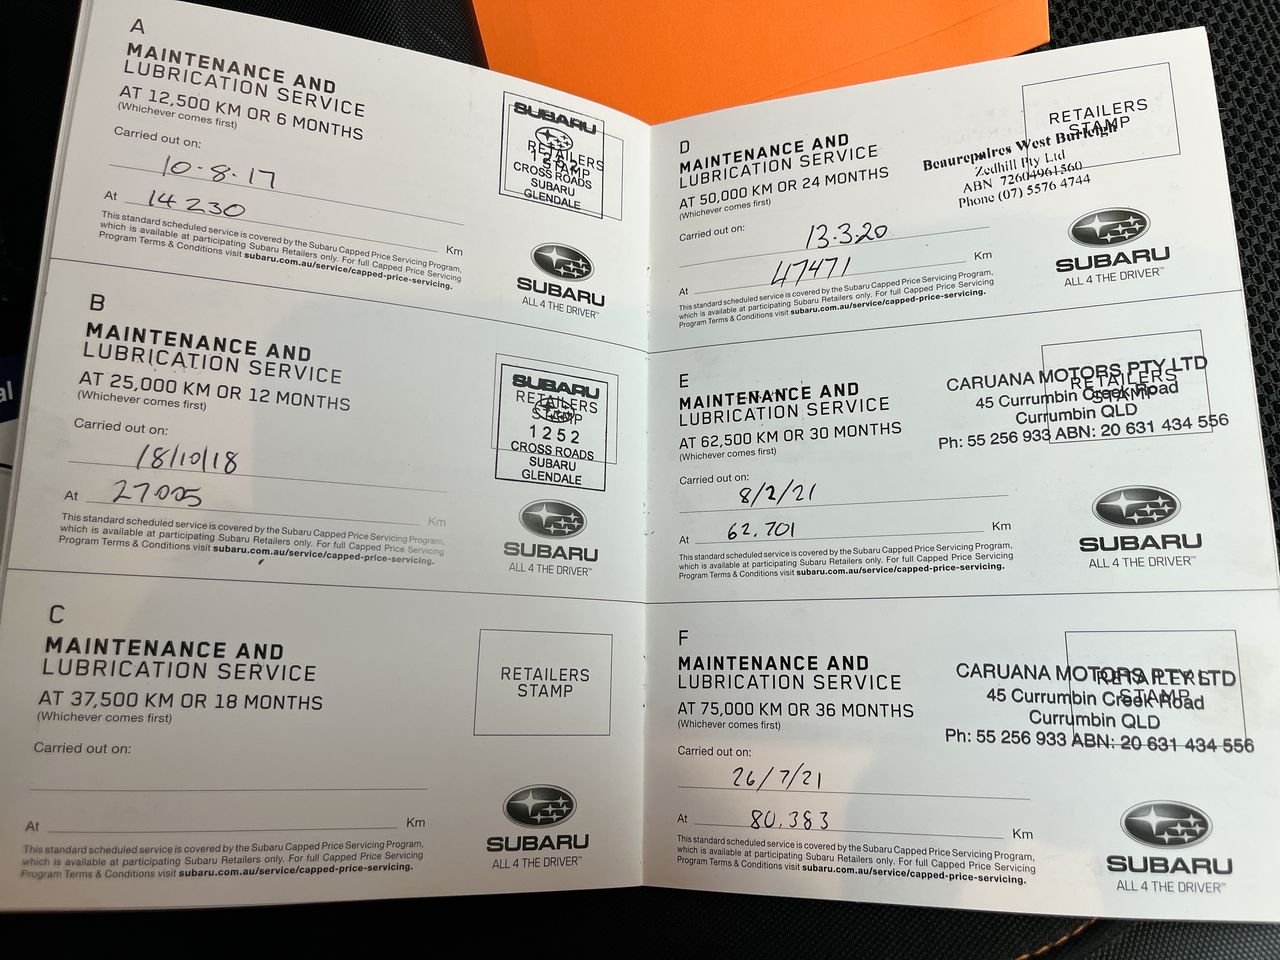 A
MAINTENANCE AND
LUBRICATION SERVICE
AT 12,500 KM OR 6 MONTHS
(Whichever comes first)
Carried out on:
10-8-17
At 14 230 Km
This standard scheduled service is covered by the Subaru Capped Price Servicing Program,
which is available at participating Subaru Retailers only. For full Capped Price Servicing
Program Terms & Conditions visit subaru.com.au/service/capped-price-servicing.
SUBARU
RETAILERS
STAMP
CROSS ROADS
SUBARU
GLENDALE
SUBARU
ALL 4 THE DRIVER™
B
MAINTENANCE AND
LUBRICATION SERVICE
AT 25,000 KM OR 12 MONTHS
(Whichever comes first)
Carried out on:
18/10/18
At 27005 Km
This standard scheduled service is covered by the Subaru Capped Price Servicing Program,
which is available at participating Subaru Retailers only. For full Capped Price Servicing
Program Terms & Conditions visit subaru.com.au/service/capped-price-servicing.
SUBARU
RETAILERS
STAMP
1252
CROSS ROADS
SUBARU
GLENDALE
SUBARU
ALL 4 THE DRIVER™
C
MAINTENANCE AND
LUBRICATION SERVICE
AT 37,500 KM OR 18 MONTHS
(Whichever comes first)
Carried out on:
At Km
This standard scheduled service is covered by the Subaru Capped Price Servicing Program,
which is available at participating Subaru Retailers only. For full Capped Price Servicing
Program Terms & Conditions visit subaru.com.au/service/capped-price-servicing.
RETAILERS
STAMP
SUBARU
ALL 4 THE DRIVER™
D
MAINTENANCE AND
LUBRICATION SERVICE
AT 50,000 KM OR 24 MONTHS
(Whichever comes first)
Carried out on: 13.3.20
At 47471 Km
This standard scheduled service is covered by the Subaru Capped Price Servicing Program,
which is available at participating Subaru Retailers only. For full Capped Price Servicing
Program Terms & Conditions visit subaru.com.au/service/capped-price-servicing.
RETAILERS
STAMP
Beaurepaires West Burleigh
Zedhill Pty Ltd
ABN 72604961560
Phone (07) 5576 4744
SUBARU
ALL 4 THE DRIVER™
E
MAINTENANCE AND
LUBRICATION SERVICE
AT 62,500 KM OR 30 MONTHS
(Whichever comes first)
Carried out on:
8/2/21
At 62,701 Km
This standard scheduled service is covered by the Subaru Capped Price Servicing Program,
which is available at participating Subaru Retailers only. For full Capped Price Servicing
Program Terms & Conditions visit subaru.com.au/service/capped-price-servicing.
RETAILERS
STAMP
CARUANA MOTORS PTY LTD
45 Currumbin Creek Road
Currumbin QLD
Ph: 55 256 933 ABN: 20 631 434 556
SUBARU
ALL 4 THE DRIVER™
F
MAINTENANCE AND
LUBRICATION SERVICE
AT 75,000 KM OR 36 MONTHS
(Whichever comes first)
Carried out on:
26/7/21
At 80,383 Km
This standard scheduled service is covered by the Subaru Capped Price Servicing Program,
which is available at participating Subaru Retailers only. For full Capped Price Servicing
Program Terms & Conditions visit subaru.com.au/service/capped-price-servicing.
RETAILERS
STAMP
CARUANA MOTORS PTY LTD
45 Currumbin Creek Road
Currumbin QLD
Ph: 55 256 933 ABN: 20 631 434 556
SUBARU
ALL 4 THE DRIVER™